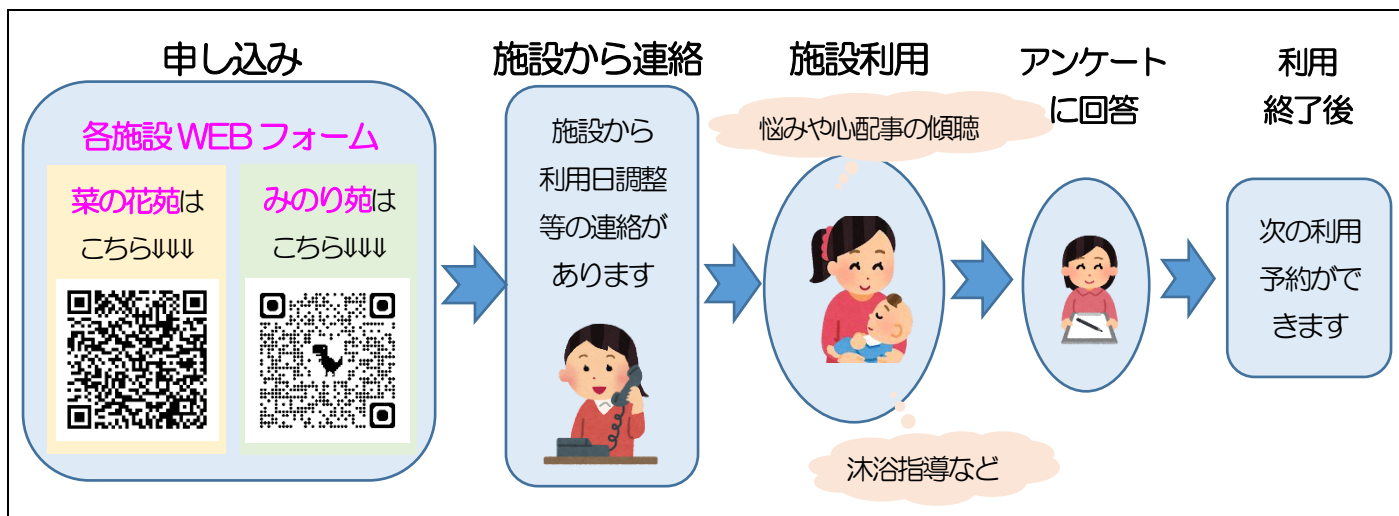 申し込み
各施設 WEB フォーム
菜の花苑は
こちら⇓⇓⇓
みのり苑は
こちら⇓⇓⇓
施設から連絡
施設から
利用日調整
等の連絡が
あります
施設利用
悩みや心配事の傾聴
沐浴指導など
アンケート
に回答
利用
終了後
次の利用
予約がで
きます